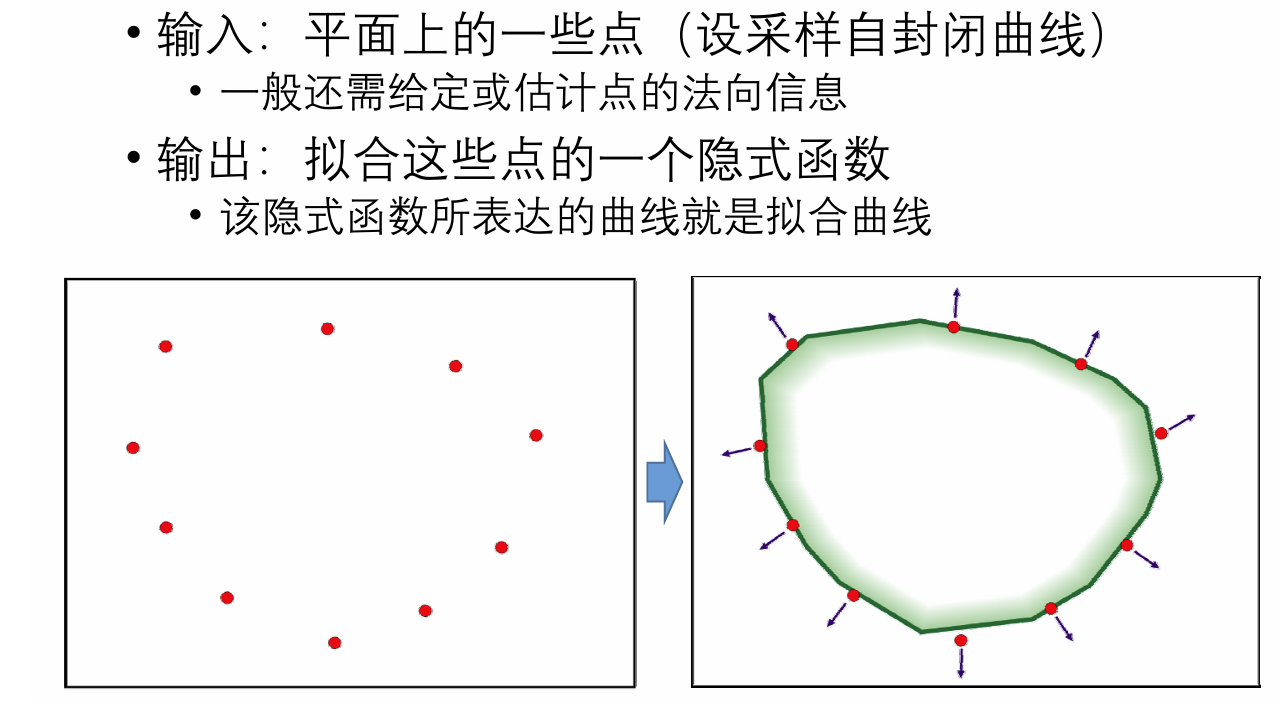 • 输入：平面上的一些点（设采样自封闭曲线）
• 一般还需给定或估计点的法向信息
• 输出：拟合这些点的一个隐式函数
• 该隐式函数所表达的曲线就是拟合曲线